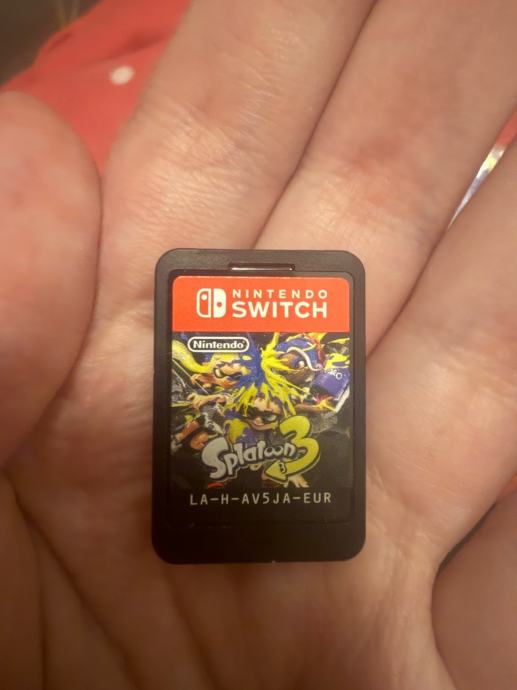 NINTENDO
SWITCH
Nintendo
Splatoon
3
LA-H-AV5JA-EUR